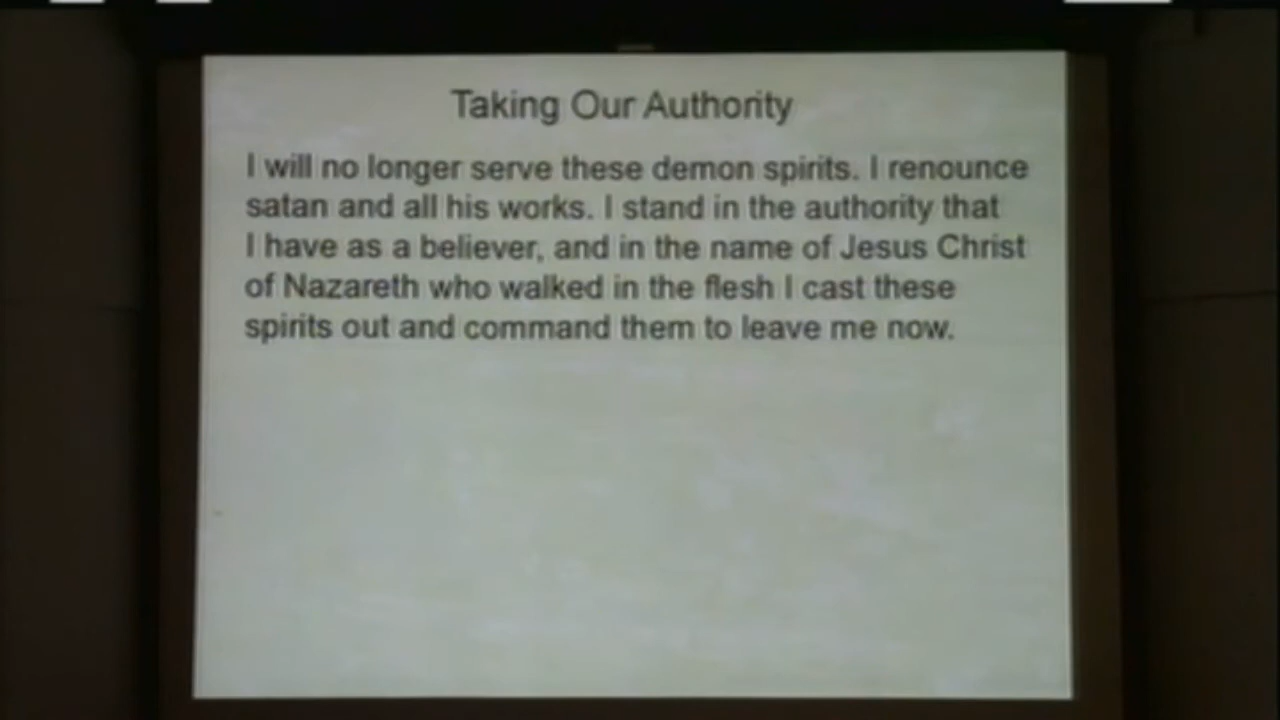 Taking Our Authority
I will no longer serve these demon spirits. I renounce
satan and all his works. I stand in the authority that
I have as a believer, and in the name of Jesus Christ
of Nazareth who walked in the flesh I cast these
spirits out and command them to leave me now.